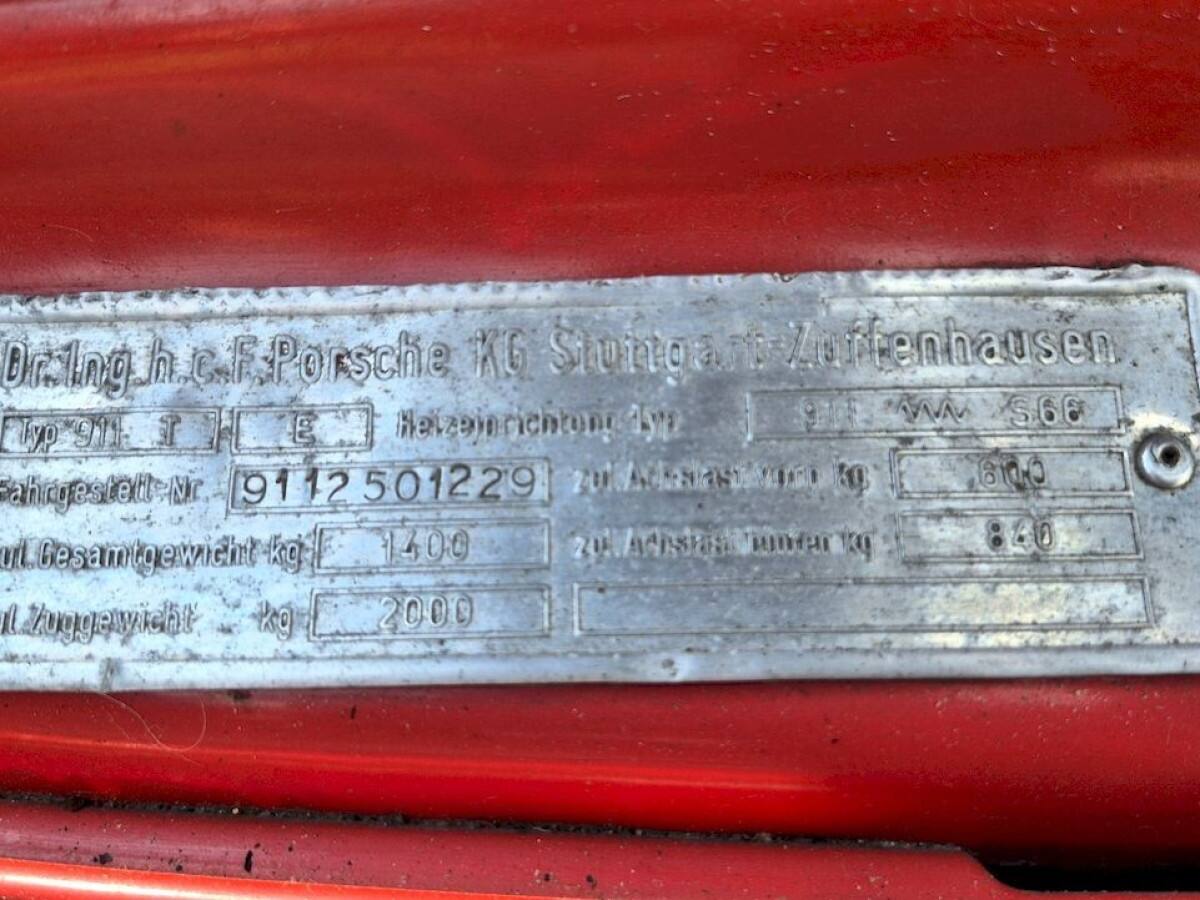 Dr. Ing. h. c. F. Porsche KG Stuttgart-Zuffenhausen
Typ 911 T E Heizeinrichtung Typ 911 S66
Fahrgestell-Nr 9112501229 zul. Achslast vorn kg 600
zul. Gesamtgewicht kg 1400 zul. Achslast hinten kg 840
zul. Zuggewicht kg 2000